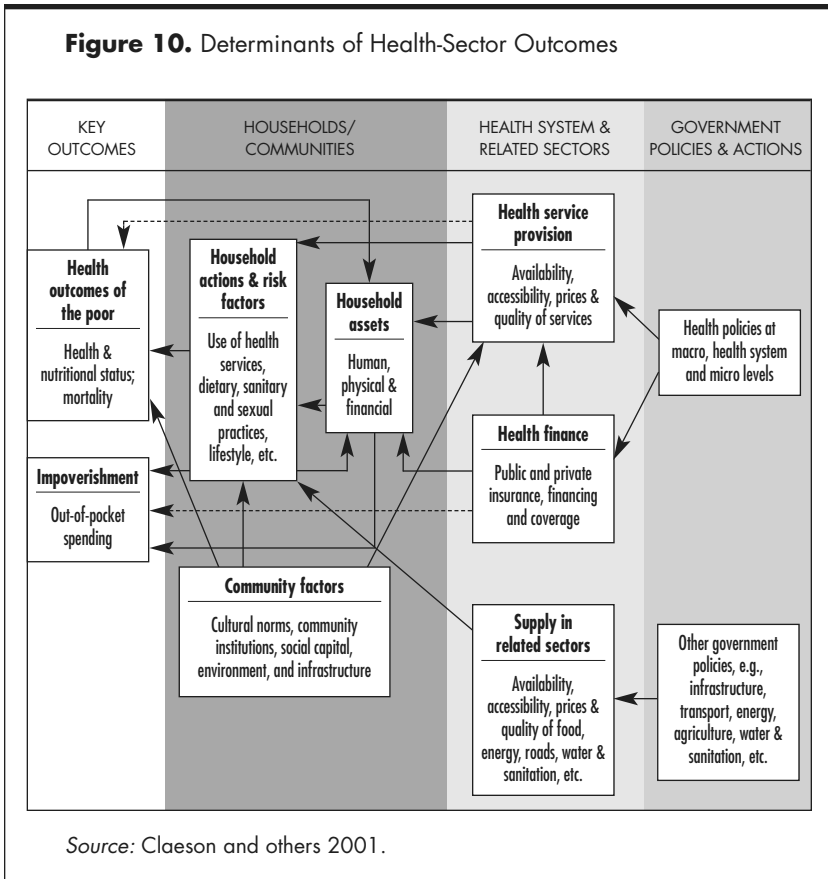 Figure 10. Determinants of Health-Sector Outcomes
KEY
OUTCOMES
HOUSEHOLDS/
COMMUNITIES
HEALTH SYSTEM &
RELATED SECTORS
GOVERNMENT
POLICIES & ACTIONS
Health
outcomes of
the poor
Health &
nutritional status;
mortality
Impoverishment
Out-of-pocket
spending
Household
actions & risk
factors
Use of health
services,
dietary, sanitary
and sexual
practices,
lifestyle, etc.
Household
assets
Human,
physical &
financial
Community factors
Cultural norms, community
institutions, social capital,
environment, and infrastructure
Health service
provision
Availability,
accessibility, prices &
quality of services
Health finance
Public and private
insurance, financing
and coverage
Supply in
related sectors
Availability,
accessibility, prices &
quality of food,
energy, roads, water &
sanitation, etc.
Health policies at
macro, health system
and micro levels
Other government
policies, e.g.,
infrastructure,
transport, energy,
agriculture, water &
sanitation, etc.
Source: Claeson and others 2001.